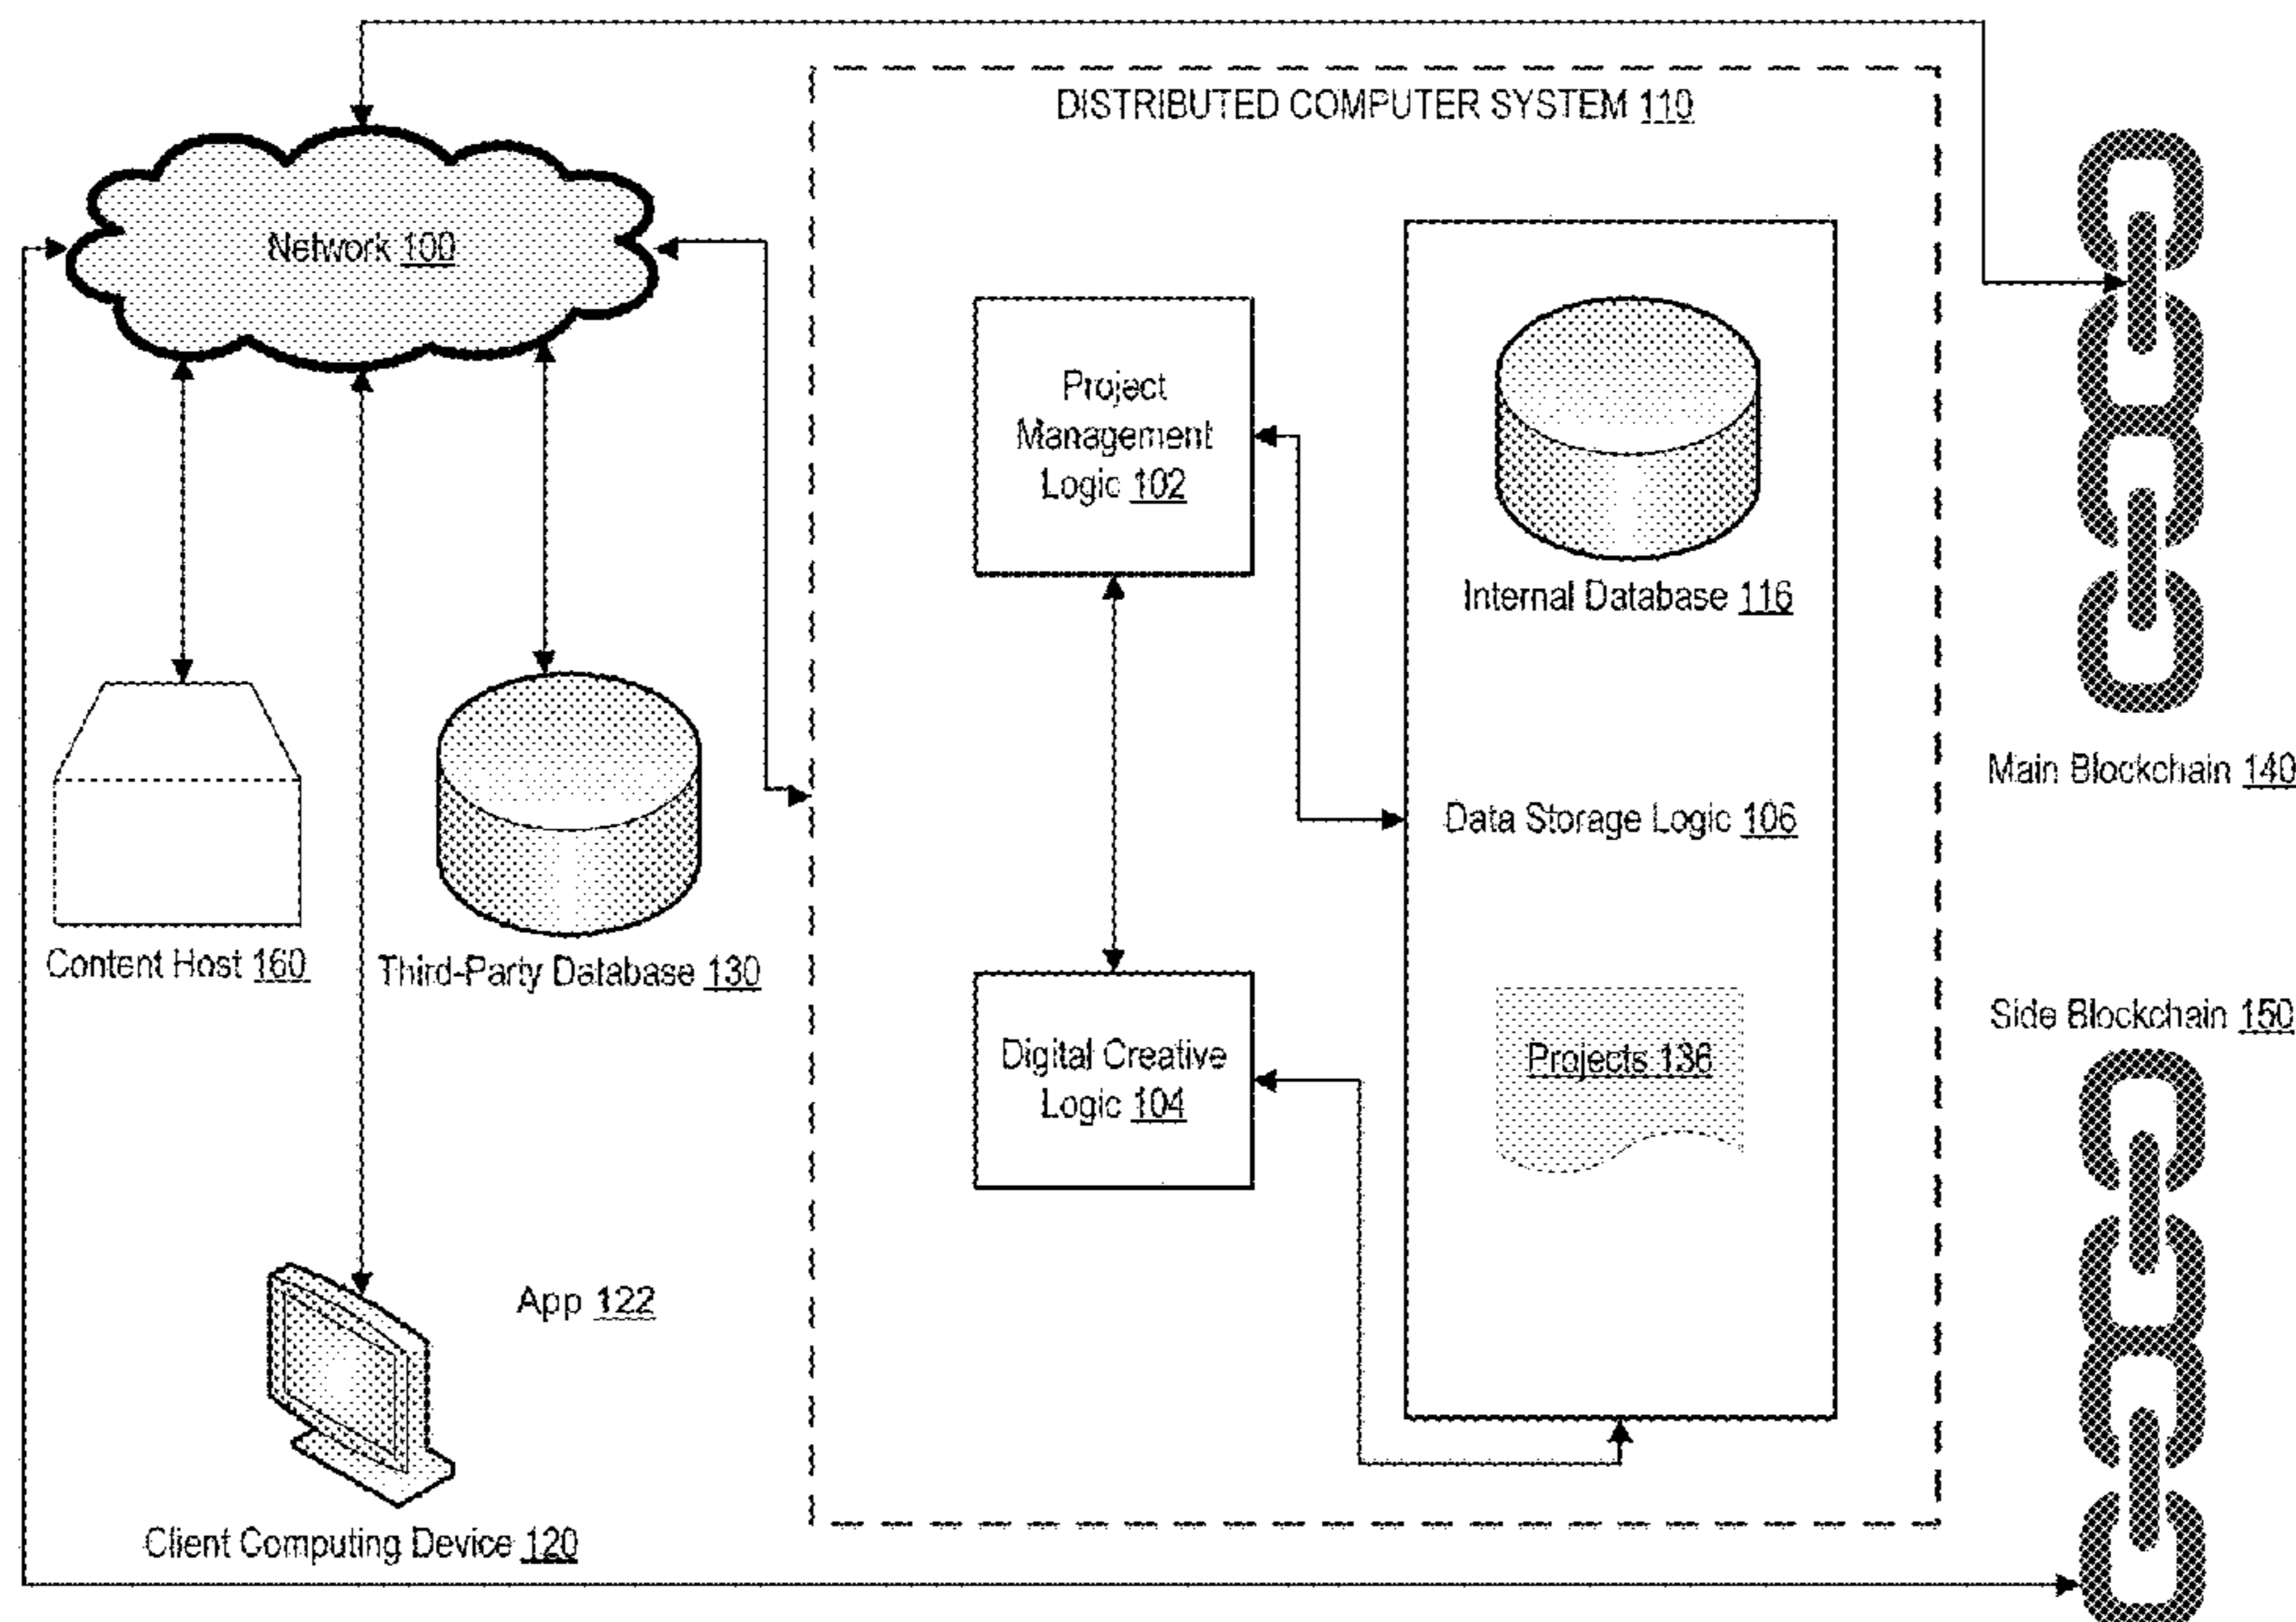 DISTRIBUTED COMPUTER SYSTEM 110
Network 100
Project
Management
Logic 102
Internal Database 116
Main Blockchain 140
Data Storage Logic 106
Content Host 160
Third-Party Database 130
Side Blockchain 150
Digital Creative
Logic 104
Projects 136
App 122
Client Computing Device 120